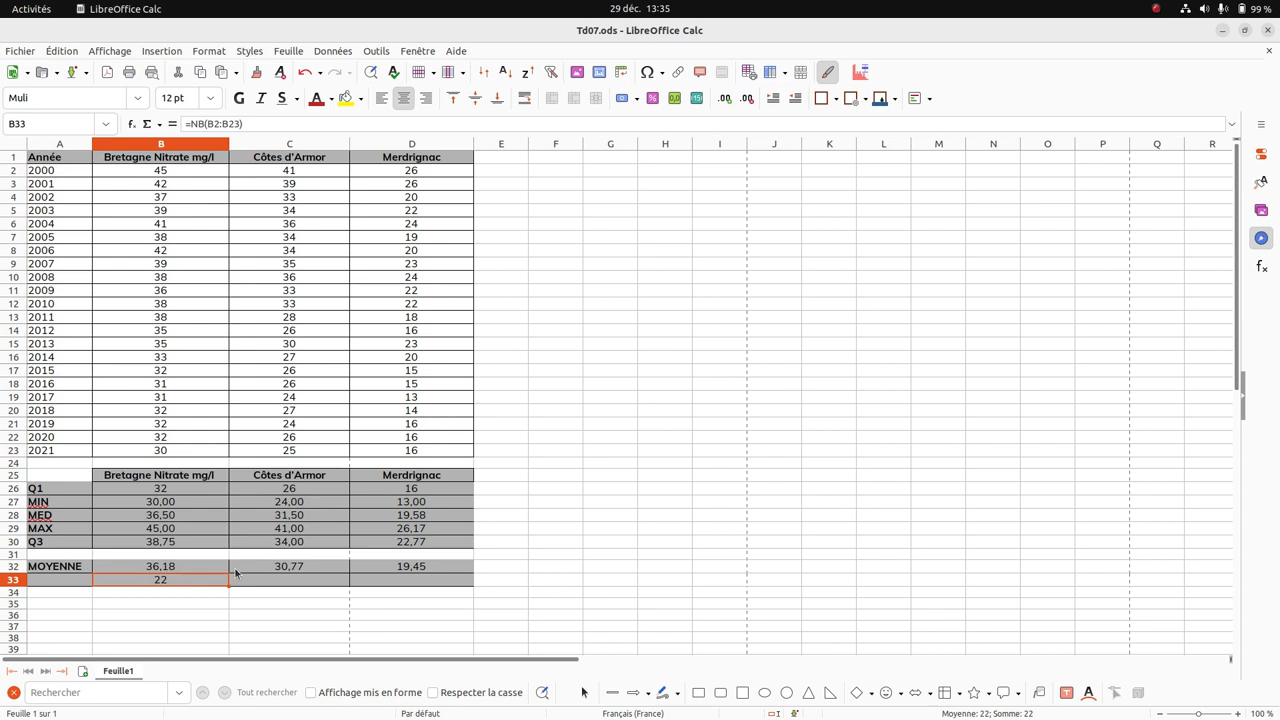 Activités LibreOffice Calc 29 déc. 13:35 99 %
Td07.ods - LibreOffice Calc
Fichier Édition Affichage Insertion Format Styles Feuille Données Outils Fenêtre Aide
Muli 12 pt G I S A
B33 fx Σ = =NB(B2:B23)
A B C D E F G H I J K L M N O P Q R
1 Année Bretagne Nitrate mg/l Côtes d'Armor Merdrignac
2 2000 45 41 26
3 2001 42 39 26
4 2002 37 33 20
5 2003 39 34 22
6 2004 41 36 24
7 2005 38 34 19
8 2006 42 34 20
9 2007 39 35 23
10 2008 38 36 24
11 2009 36 33 22
12 2010 38 33 22
13 2011 38 28 18
14 2012 35 26 16
15 2013 35 30 23
16 2014 33 27 20
17 2015 32 26 15
18 2016 31 26 15
19 2017 31 24 13
20 2018 32 27 14
21 2019 32 24 16
22 2020 32 26 16
23 2021 30 25 16
24
25 Bretagne Nitrate mg/l Côtes d'Armor Merdrignac
26 Q1 32 26 16
27 MIN 30,00 24,00 13,00
28 MED 36,50 31,50 19,58
29 MAX 45,00 41,00 26,17
30 Q3 38,75 34,00 22,77
31
32 MOYENNE 36,18 30,77 19,45
33 22
34
35
36
37
38
39
Feuille1
Rechercher Tout rechercher Affichage mis en forme Respecter la casse
Feuille 1 sur 1 Par défaut Français (France) Moyenne: 22; Somme: 22 100 %